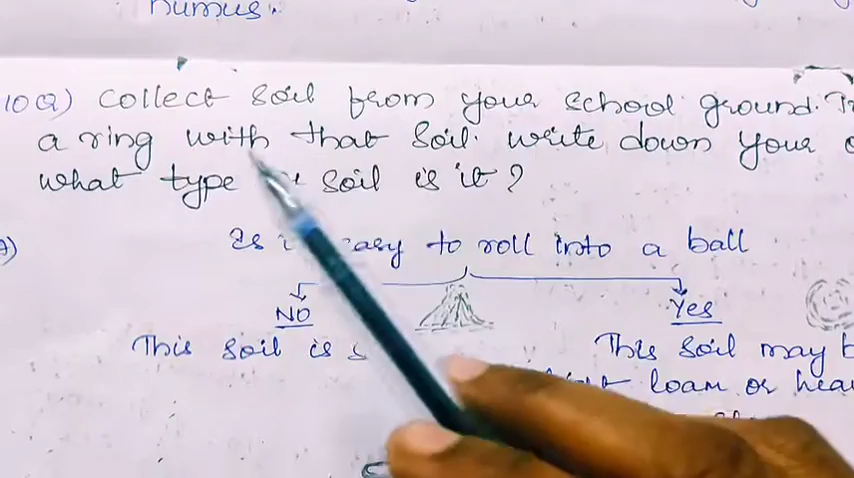 humus.
10Q) collect soil from your school ground.
a ring with that soil. write down your
what type soil is it?
Is easy to roll into a ball
NO
Yes
This soil is
This soil may
loam or